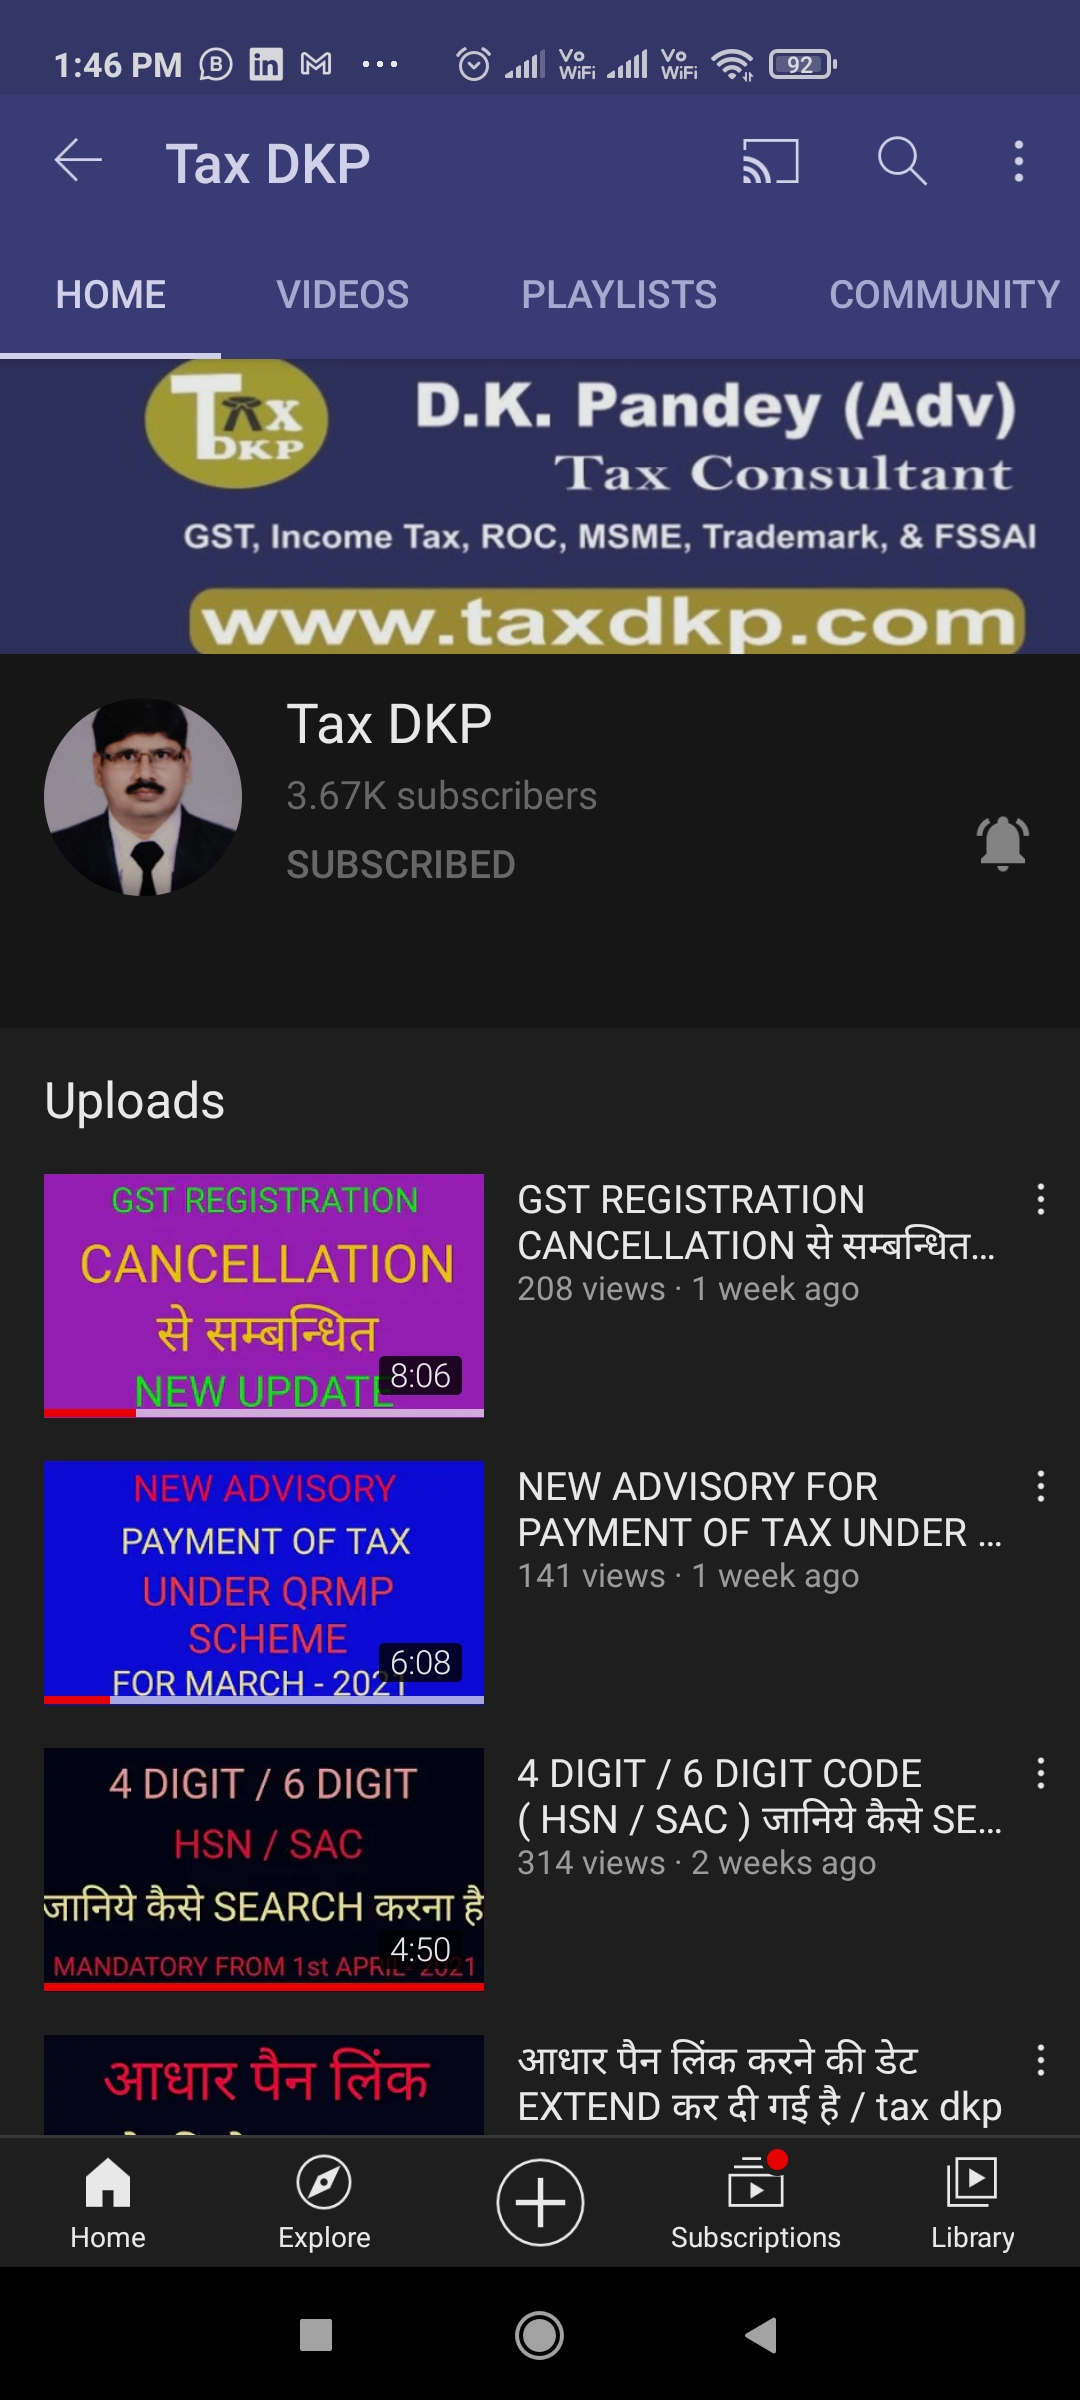 1:46 PM
Vo WiFi
Vo WiFi
92
Tax DKP
HOME VIDEOS PLAYLISTS COMMUNITY
Tax
DKP
D.K. Pandey (Adv)
Tax Consultant
GST, Income Tax, ROC, MSME, Trademark, & FSSAI
www.taxdkp.com
Tax DKP
3.67K subscribers
SUBSCRIBED
Uploads
GST REGISTRATION
CANCELLATION
से सम्बन्धित
NEW UPDATE
8:06
GST REGISTRATION
CANCELLATION से सम्बन्धित...
208 views · 1 week ago
NEW ADVISORY
PAYMENT OF TAX
UNDER QRMP
SCHEME
FOR MARCH - 2021
6:08
NEW ADVISORY FOR
PAYMENT OF TAX UNDER ...
141 views · 1 week ago
4 DIGIT / 6 DIGIT
HSN / SAC
जानिये कैसे SEARCH करना है
MANDATORY FROM 1st APRIL- 2021
4:50
4 DIGIT / 6 DIGIT CODE
( HSN / SAC ) जानिये कैसे SE...
314 views · 2 weeks ago
आधार पैन लिंक
आधार पैन लिंक करने की डेट
EXTEND कर दी गई है / tax dkp
Home Explore Subscriptions Library